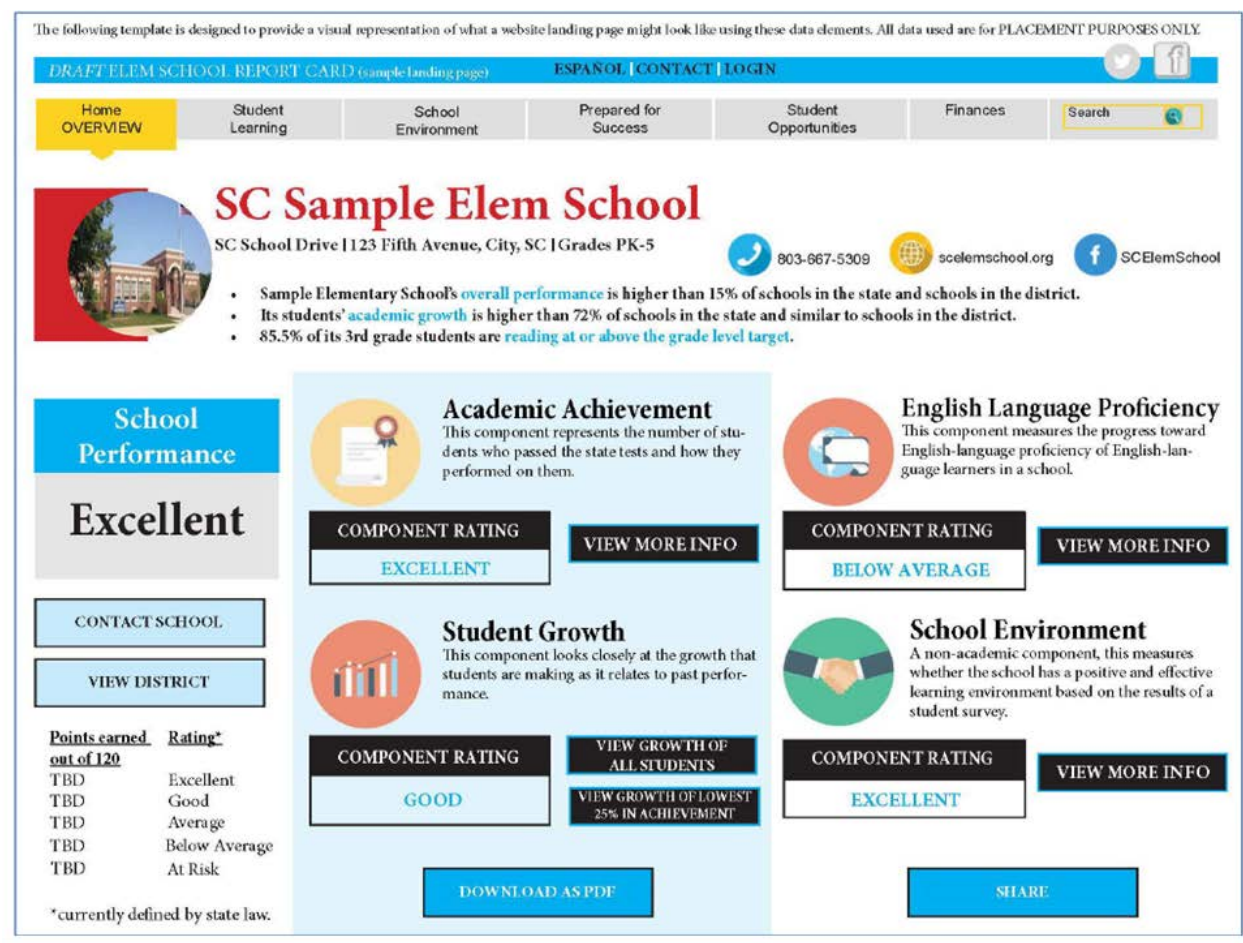 The following template is designed to provide a visual representation of what a website landing page might look like using these data elements. All data used are for PLACEMENT PURPOSES ONLY.
DRAFT ELEM SCHOOL REPORT CARD (sample landing page)
ESPAÑOL | CONTACT | LOGIN
Home
OVERVIEW
Student
Learning
School
Environment
Prepared for
Success
Student
Opportunities
Finances
Search
SC Sample Elem School
SC School Drive | 123 Fifth Avenue, City, SC | Grades PK-5
803-667-5309
scelemschool.org
SCElemSchool
• Sample Elementary School's overall performance is higher than 15% of schools in the state and schools in the district.
• Its students' academic growth is higher than 72% of schools in the state and similar to schools in the district.
• 85.5% of its 3rd grade students are reading at or above the grade level target.
School
Performance
Excellent
CONTACT SCHOOL
VIEW DISTRICT
Points earned Rating*
out of 120
TBD Excellent
TBD Good
TBD Average
TBD Below Average
TBD At Risk
*currently defined by state law.
Academic Achievement
This component represents the number of stu-
dents who passed the state tests and how they
performed on them.
COMPONENT RATING
EXCELLENT
VIEW MORE INFO
English Language Proficiency
This component measures the progress toward
English-language proficiency of English-lan-
guage learners in a school.
COMPONENT RATING
BELOW AVERAGE
VIEW MORE INFO
Student Growth
This component looks closely at the growth that
students are making as it relates to past perfor-
mance.
COMPONENT RATING
GOOD
VIEW GROWTH OF
ALL STUDENTS
VIEW GROWTH OF LOWEST
25% IN ACHIEVEMENT
School Environment
A non-academic component, this measures
whether the school has a positive and effective
learning environment based on the results of a
student survey.
COMPONENT RATING
EXCELLENT
VIEW MORE INFO
DOWNLOAD AS PDF
SHARE